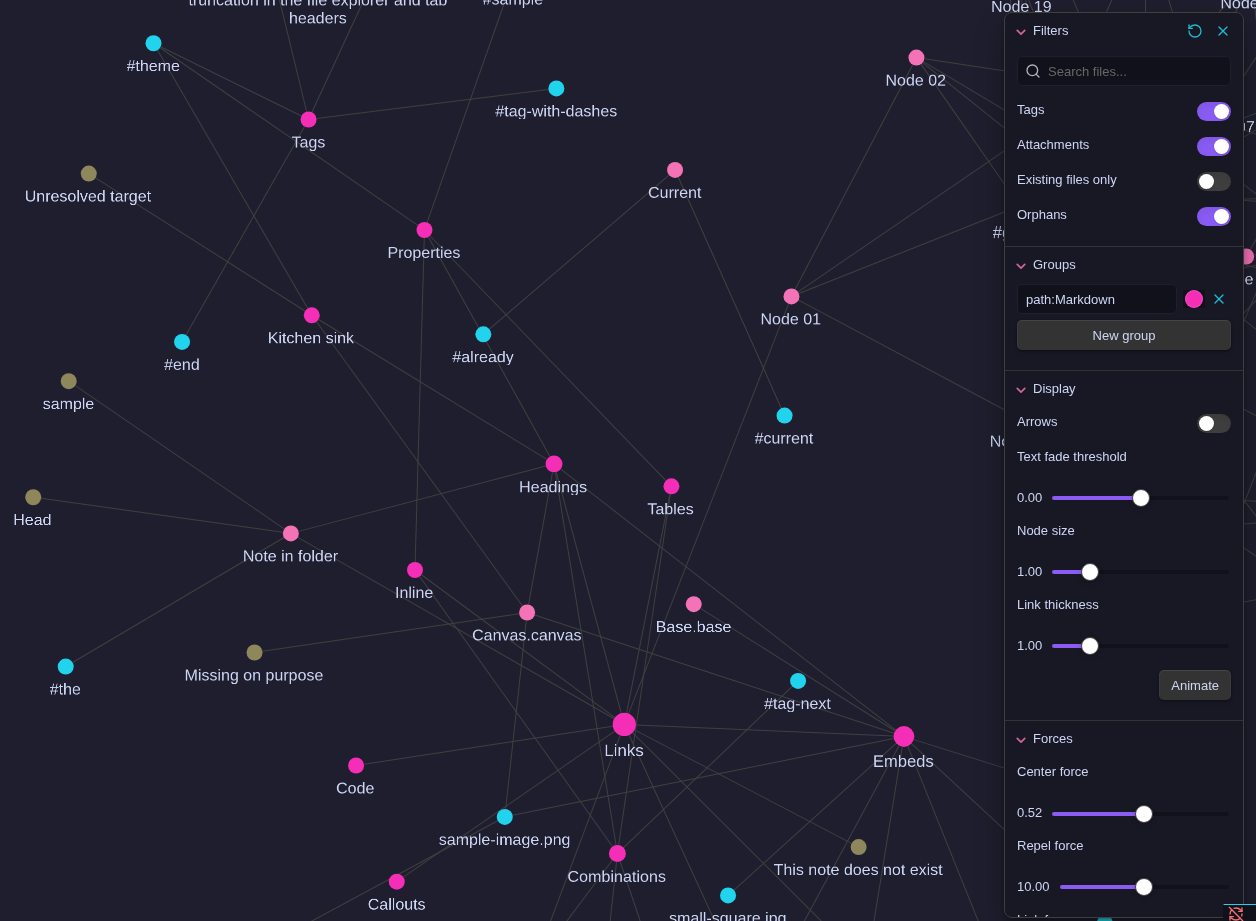 truncation in the file explorer and tab
headers
#sample
Node 19
#theme
Node 02
#tag-with-dashes
Tags
Unresolved target
Current
Properties
Node 01
Kitchen sink
#already
#end
sample
#current
Headings
Tables
Head
Note in folder
Inline
Base.base
Canvas.canvas
Missing on purpose
#the
#tag-next
Links
Embeds
Code
sample-image.png
This note does not exist
Combinations
Callouts
small-square.jpg
Filters
Search files...
Tags
Attachments
Existing files only
Orphans
Groups
path:Markdown
New group
Display
Arrows
Text fade threshold
0.00
Node size
1.00
Link thickness
1.00
Animate
Forces
Center force
0.52
Repel force
10.00